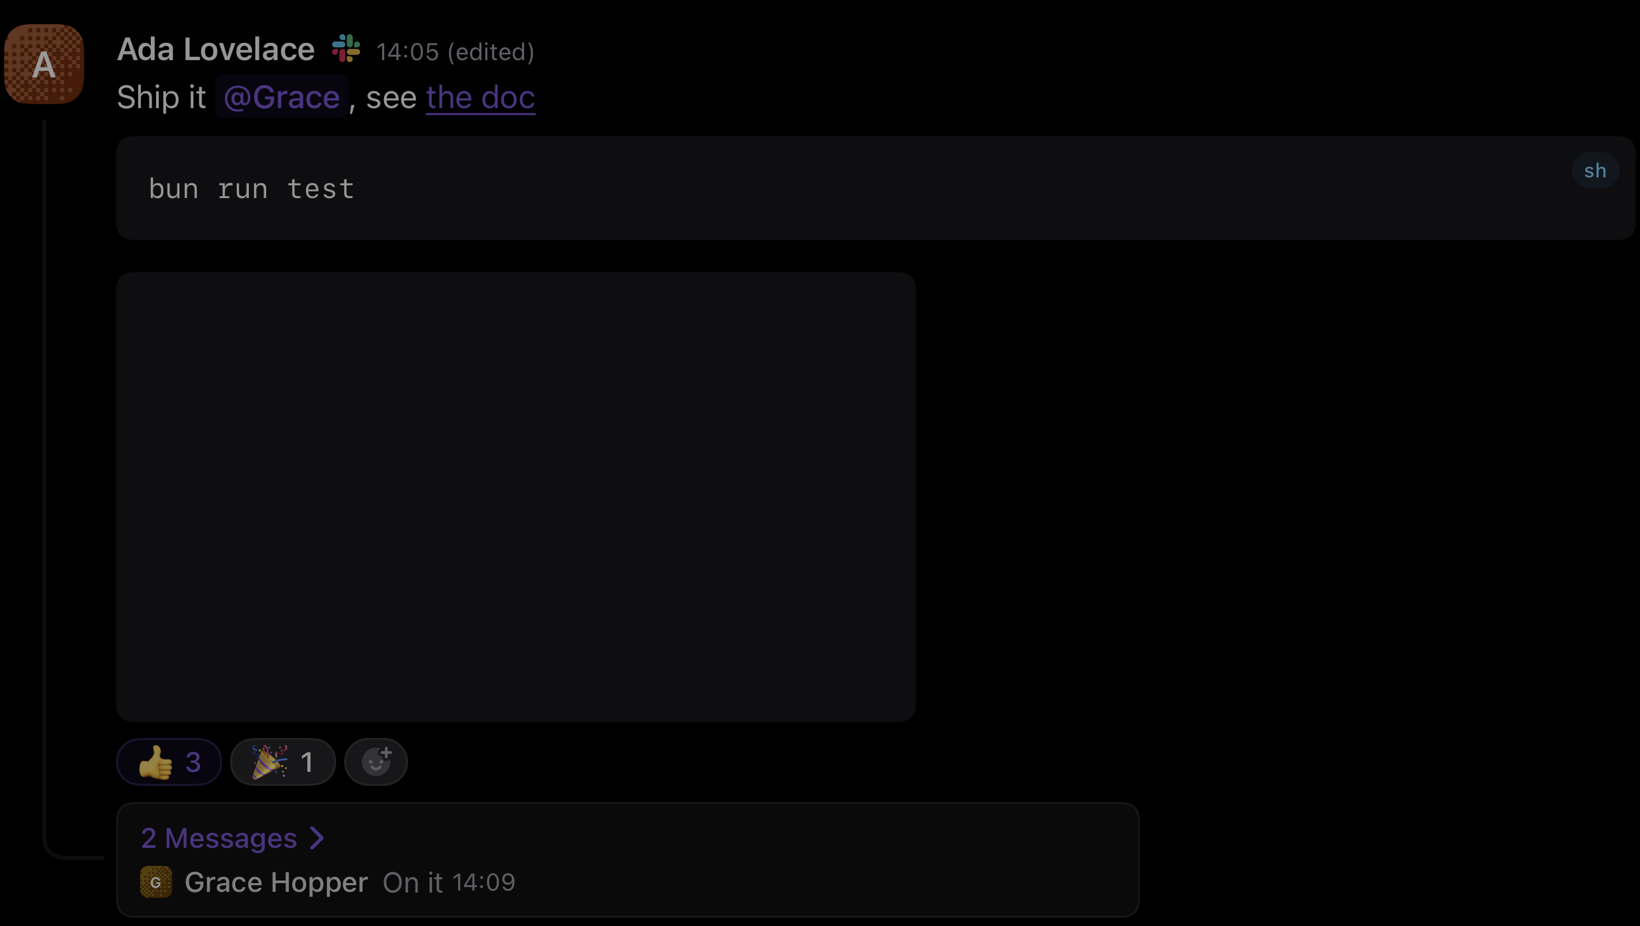 A
Ada Lovelace 14:05 (edited)
Ship it @Grace, see the doc
sh
bun run test
👍 3 🎉 1
2 Messages
G Grace Hopper On it 14:09